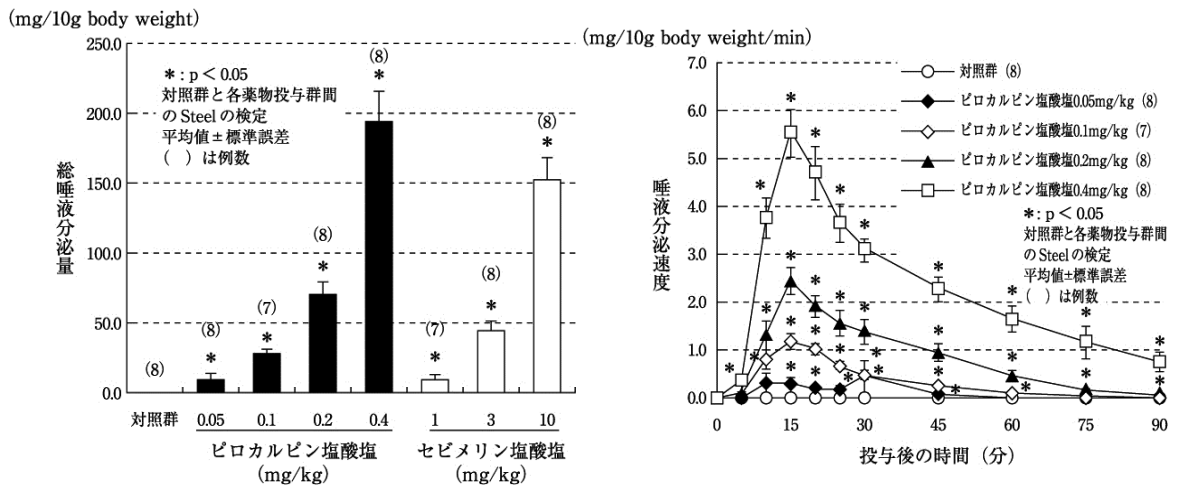 (mg/10g body weight)
250.0
200.0
150.0
100.0
50.0
0.0
総唾液分泌量
*: p < 0.05
対照群と各薬物投与群間
のSteelの検定
平均値±標準誤差
( )は例数
(8)
(8)
*
(7)
*
(8)
*
(8)
*
(7)
*
(8)
*
(8)
*
対照群 0.05 0.1 0.2 0.4 1 3 10
ピロカルピン塩酸塩 セビメリン塩酸塩
(mg/kg) (mg/kg)
(mg/10g body weight/min)
7.0
6.0
5.0
4.0
3.0
2.0
1.0
0.0
唾液分泌速度
対照群 (8)
ピロカルピン塩酸塩0.05mg/kg (8)
ピロカルピン塩酸塩0.1mg/kg (7)
ピロカルピン塩酸塩0.2mg/kg (8)
ピロカルピン塩酸塩0.4mg/kg (8)
*: p < 0.05
対照群と各薬物投与群間
のSteelの検定
平均値±標準誤差
( )は例数
0 15 30 45 60 75 90
投与後の時間(分)